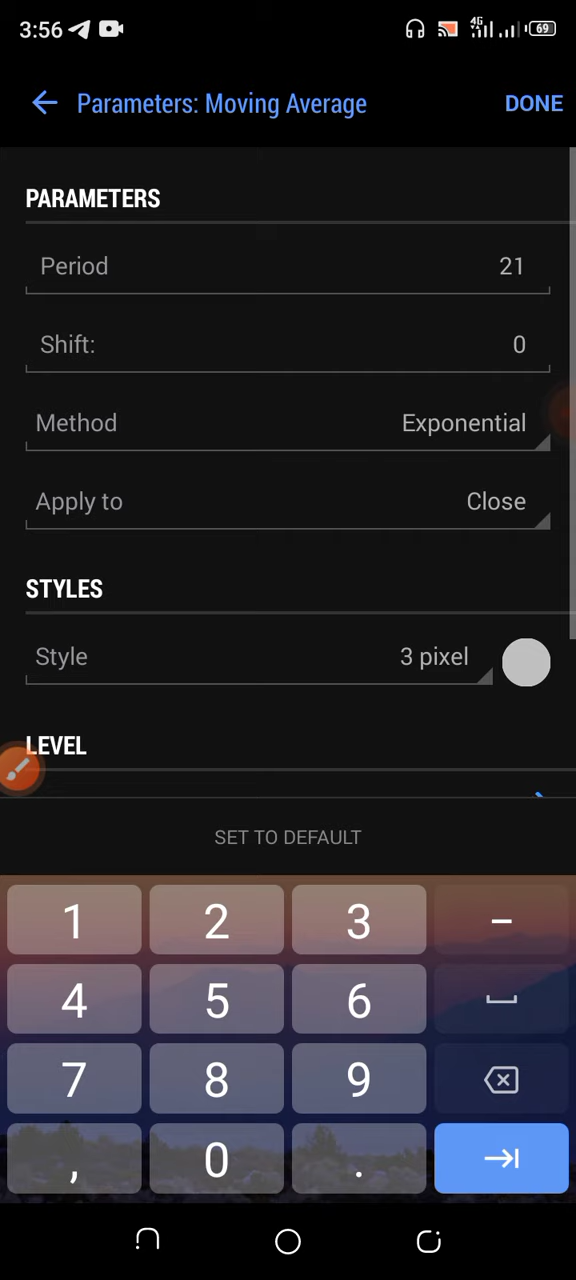 3:56 4G 69
Parameters: Moving Average DONE
PARAMETERS
Period 21
Shift: 0
Method Exponential
Apply to Close
STYLES
Style 3 pixel
LEVEL
SET TO DEFAULT
1 2 3 −
4 5 6
7 8 9
, 0 .